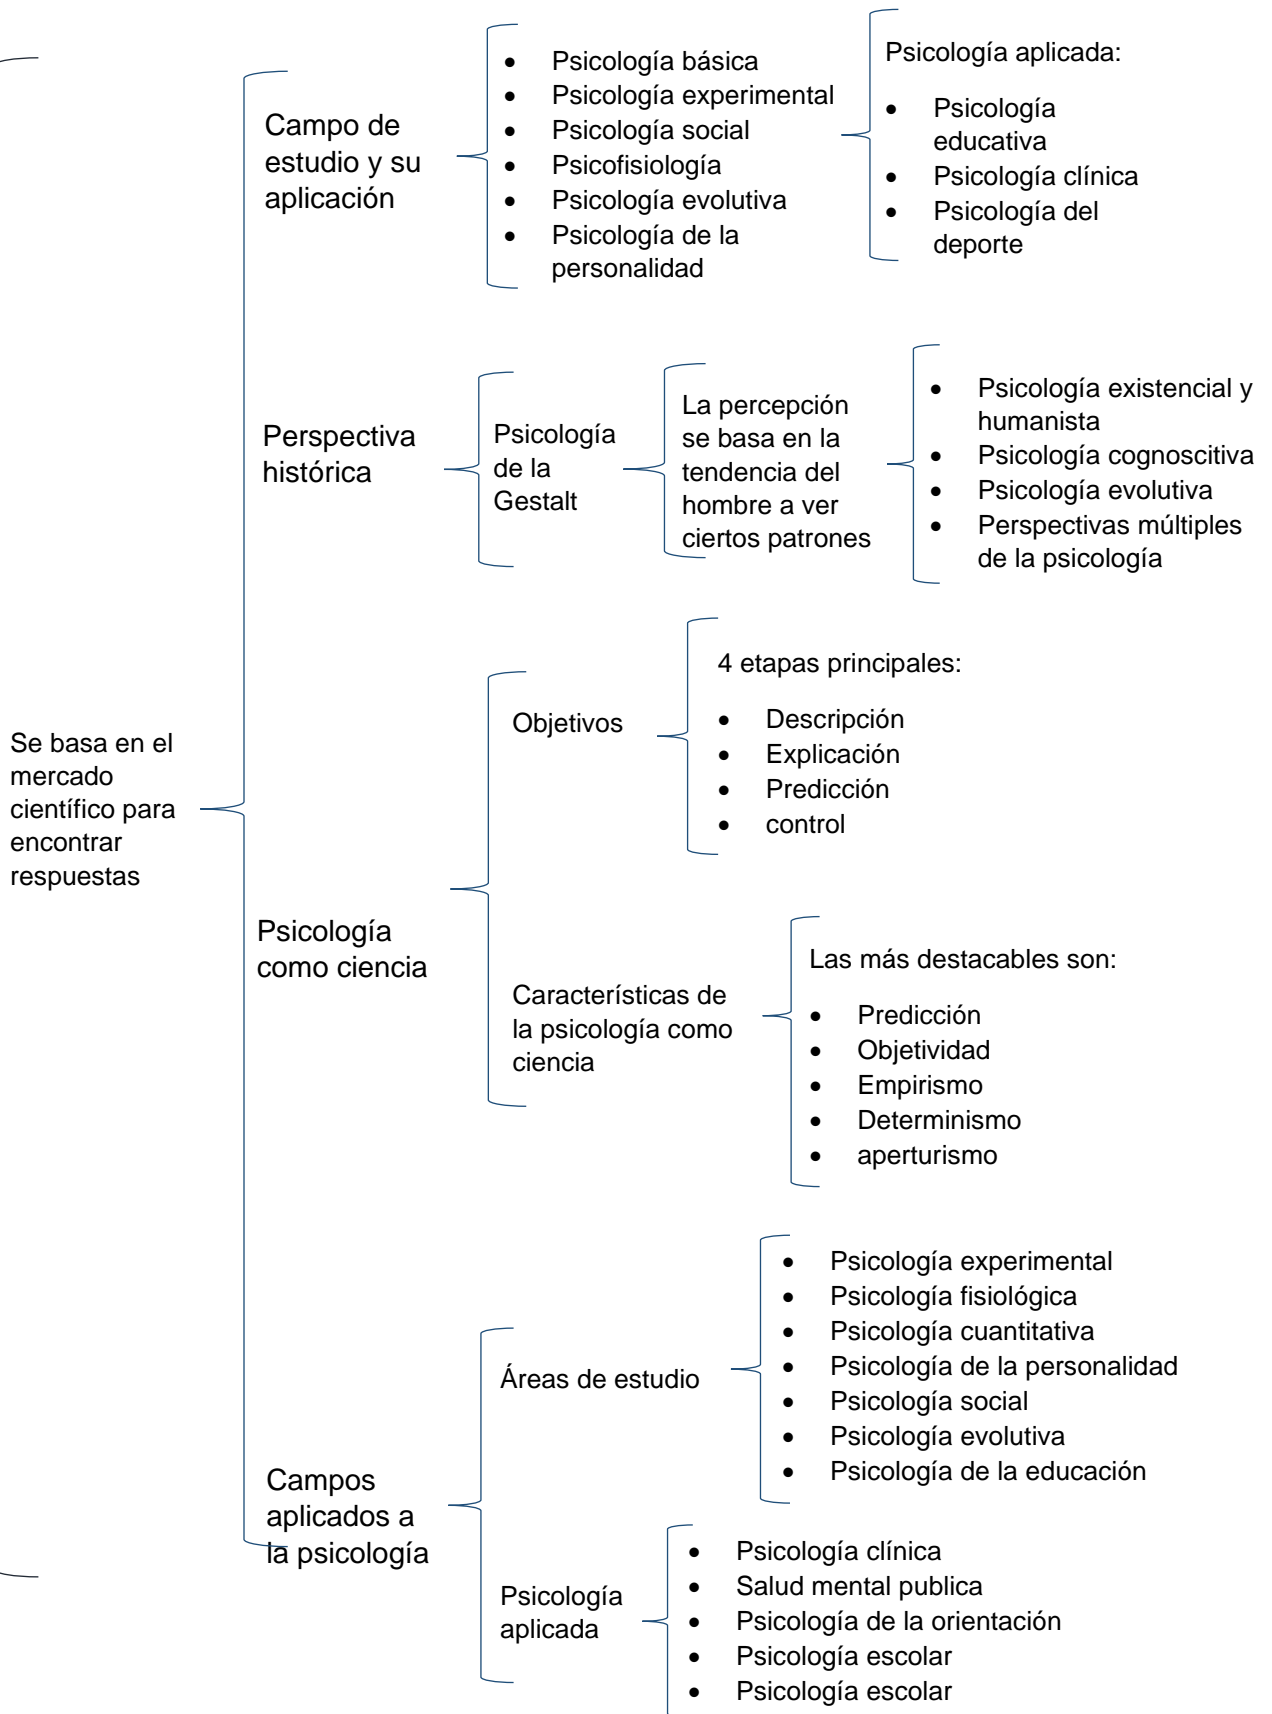 Se basa en el
mercado
científico para
encontrar
respuestas
Campo de
estudio y su
aplicación
• Psicología básica
• Psicología experimental
• Psicología social
• Psicofisiología
• Psicología evolutiva
• Psicología de la
personalidad
Psicología aplicada:
• Psicología
educativa
• Psicología clínica
• Psicología del
deporte
Perspectiva
histórica
Psicología
de la
Gestalt
La percepción
se basa en la
tendencia del
hombre a ver
ciertos patrones
• Psicología existencial y
humanista
• Psicología cognoscitiva
• Psicología evolutiva
• Perspectivas múltiples
de la psicología
Psicología
como ciencia
Objetivos
4 etapas principales:
• Descripción
• Explicación
• Predicción
• control
Características de
la psicología como
ciencia
Las más destacables son:
• Predicción
• Objetividad
• Empirismo
• Determinismo
• aperturismo
Campos
aplicados a
la psicología
Áreas de estudio
• Psicología experimental
• Psicología fisiológica
• Psicología cuantitativa
• Psicología de la personalidad
• Psicología social
• Psicología evolutiva
• Psicología de la educación
Psicología
aplicada
• Psicología clínica
• Salud mental publica
• Psicología de la orientación
• Psicología escolar
• Psicología escolar